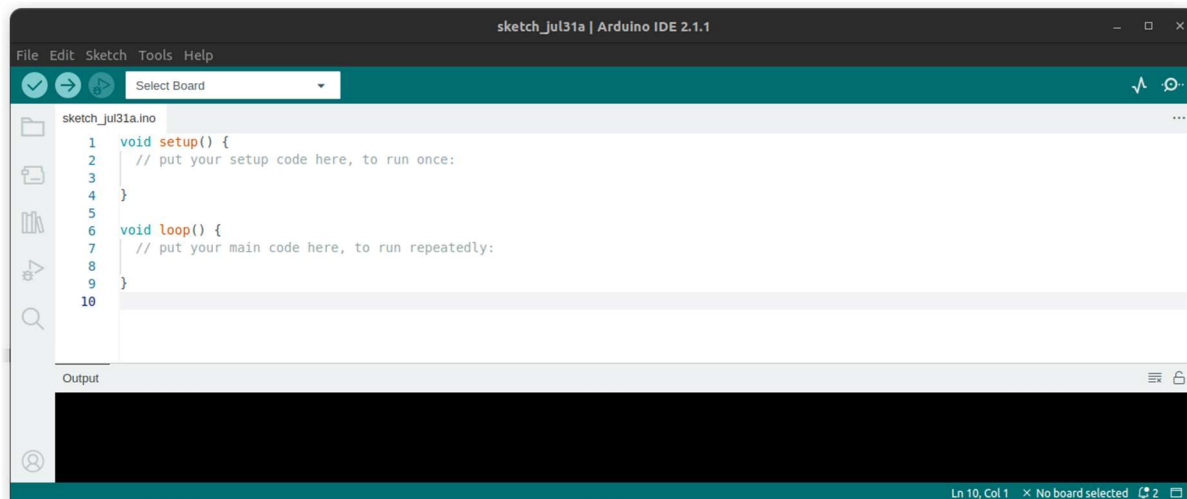 sketch_jul31a | Arduino IDE 2.1.1
File Edit Sketch Tools Help
Select Board
sketch_jul31a.ino
1 void setup() {
2 // put your setup code here, to run once:
3
4 }
5
6 void loop() {
7 // put your main code here, to run repeatedly:
8
9 }
10
Output
Ln 10, Col 1 × No board selected 2